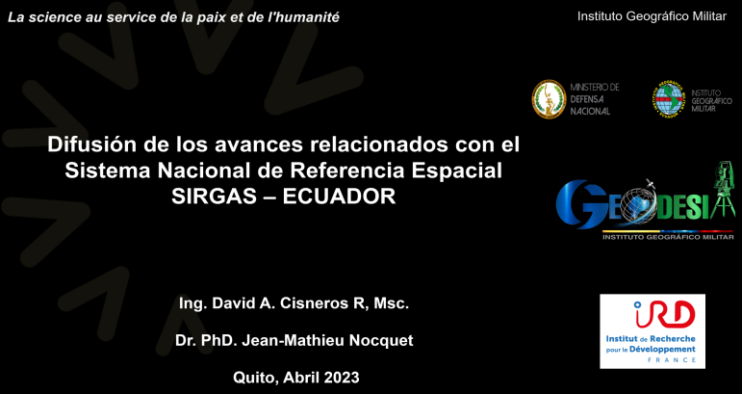 La science au service de la paix et de l'humanité
Instituto Geográfico Militar
MINISTERIO DE
DEFENSA
NACIONAL
INSTITUTO
GEOGRÁFICO
MILITAR
Difusión de los avances relacionados con el
Sistema Nacional de Referencia Espacial
SIRGAS – ECUADOR
GEODESIA
INSTITUTO GEOGRÁFICO MILITAR
Ing. David A. Cisneros R, Msc.
Dr. PhD. Jean-Mathieu Nocquet
Quito, Abril 2023
iRD
Institut de Recherche
pour le Développement
FRANCE